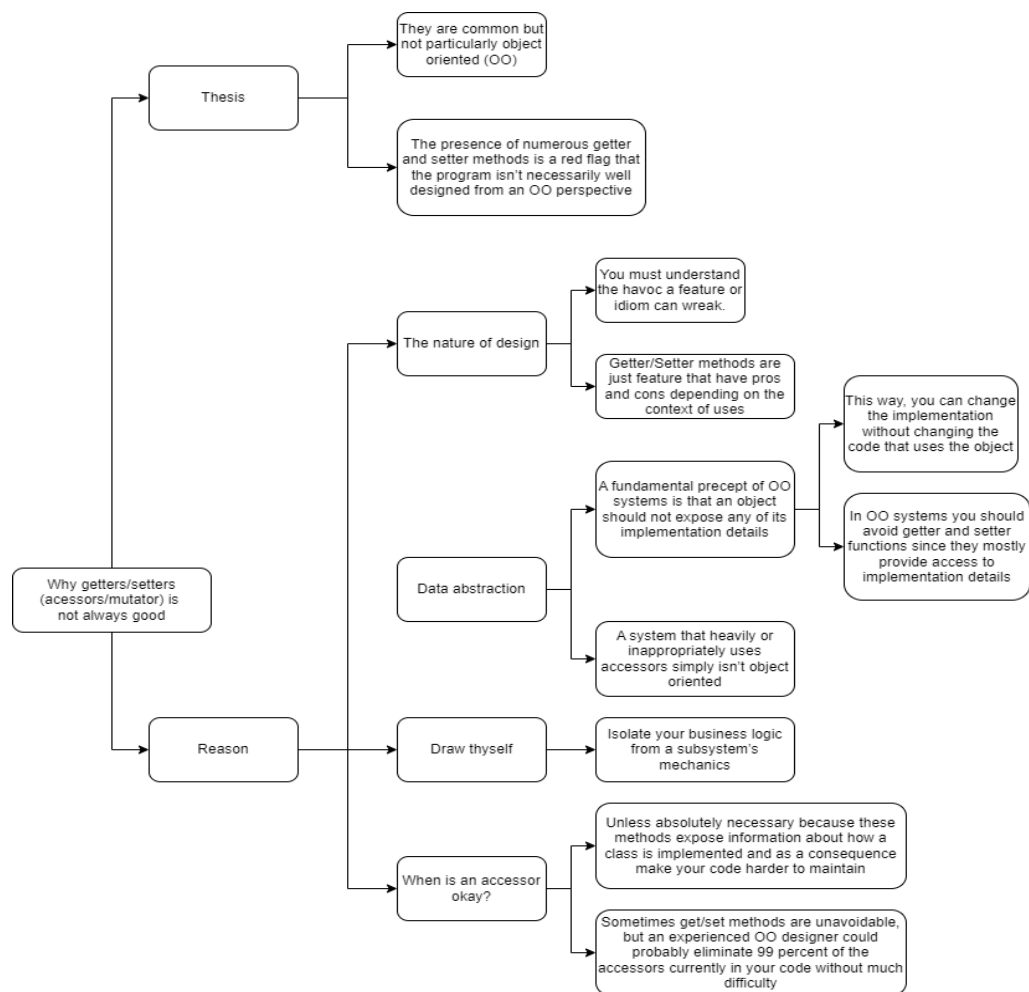 They are common but
not particularly object
oriented (OO)
Thesis
The presence of numerous getter
and setter methods is a red flag that
the program isn't necessarily well
designed from an OO perspective
You must understand
the havoc a feature or
idiom can wreak.
The nature of design
Getter/Setter methods are
just feature that have pros
and cons depending on the
context of uses
This way, you can change
the implementation
without changing the
code that uses the object
A fundamental precept of OO
systems is that an object
should not expose any of its
implementation details
In OO systems you should
avoid getter and setter
functions since they mostly
provide access to
implementation details
Why getters/setters
(acessors/mutator) is
not always good
Data abstraction
A system that heavily or
inappropriately uses
accessors simply isn't object
oriented
Reason
Draw thyself
Isolate your business logic
from a subsystem's
mechanics
Unless absolutely necessary because these
methods expose information about how a
class is implemented and as a consequence
make your code harder to maintain
When is an accessor
okay?
Sometimes get/set methods are unavoidable,
but an experienced OO designer could
probably eliminate 99 percent of the
accessors currently in your code without much
difficulty